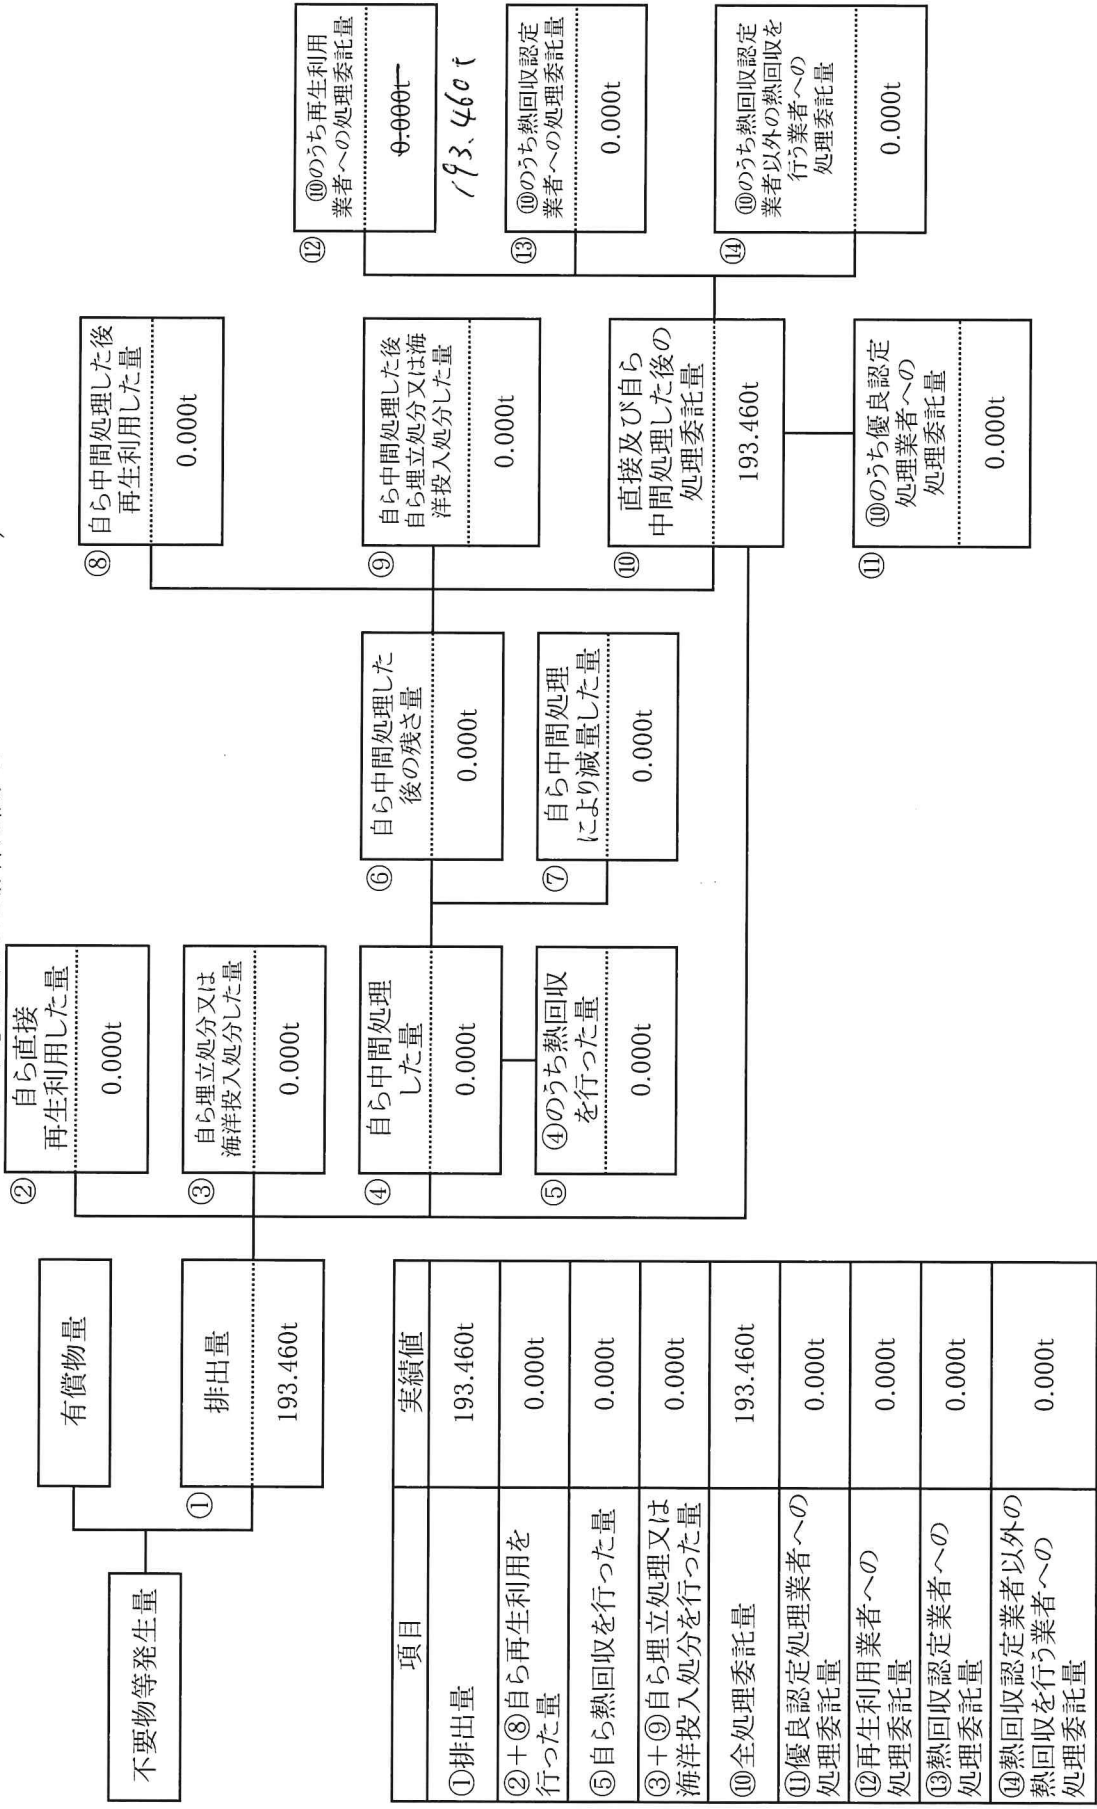 不要物等発生量
有償物量
①
排出量
193.460t
②
自ら直接
再生利用した量
0.000t
③
自ら埋立処分又は
海洋投入処分した量
0.000t
④
自ら中間処理
した量
0.000t
⑤
④のうち熱回収
を行った量
0.000t
⑥
自ら中間処理した
後の残さ量
0.000t
⑦
自ら中間処理
により減量した量
0.000t
⑧
自ら中間処理した後
再生利用した量
0.000t
⑨
自ら中間処理した後
自ら埋立処分又は海
洋投入処分した量
0.000t
⑩
直接及び自ら
中間処理した後の
処理委託量
193.460t
⑪
⑩のうち優良認定
処理業者への
処理委託量
0.000t
⑫
⑩のうち再生利用
業者への処理委託量
0.000t
193.460t
⑬
⑩のうち熱回収認定
業者への処理委託量
0.000t
⑭
⑩のうち熱回収認定
業者以外の熱回収を
行う業者への
処理委託量
0.000t
項目 実績値
①排出量 193.460t
②+⑧自ら再生利用を
行った量 0.000t
⑤自ら熱回収を行った量 0.000t
③+⑨自ら埋立処理又は
海洋投入処分を行った量 0.000t
⑩全処理委託量 193.460t
⑪優良認定処理業者への
処理委託量 0.000t
⑫再生利用業者への
処理委託量 0.000t
⑬熱回収認定業者への
処理委託量 0.000t
⑭熱回収認定業者以外の
熱回収を行う業者への
処理委託量 0.000t